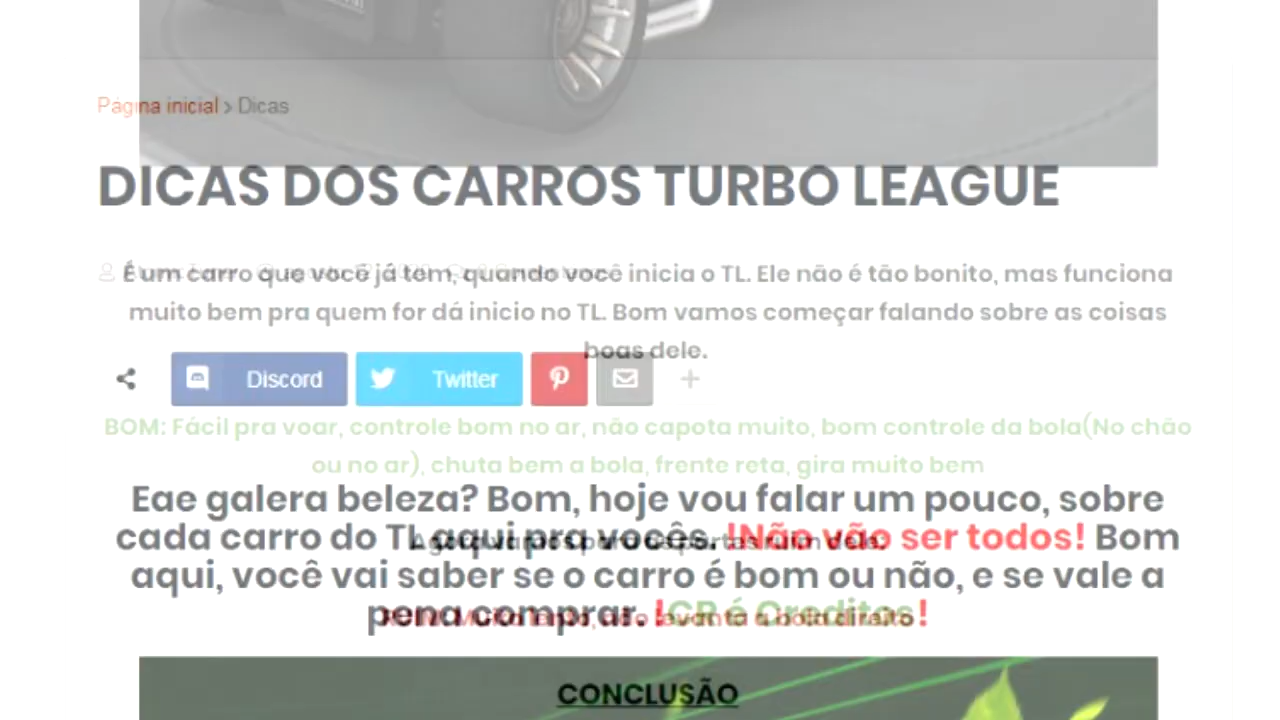 Página inicial > Dicas
DICAS DOS CARROS TURBO LEAGUE
É um carro que você já tem, quando você inicia o TL. Ele não é tão bonito, mas funciona
muito bem pra quem for dá inicio no TL. Bom vamos começar falando sobre as coisas
boas dele.
Discord
Twitter
BOM: Fácil pra voar, controle bom no ar, não capota muito, bom controle da bola(No chão
ou no ar), chuta bem a bola, frente reta, gira muito bem
Eae galera beleza? Bom, hoje vou falar um pouco, sobre
cada carro do TL aqui pra vocês. !Não vão ser todos! Bom
aqui, você vai saber se o carro é bom ou não, e se vale a
pena comprar. !CR é Creditos!
levanta a bola direito
CONCLUSÃO